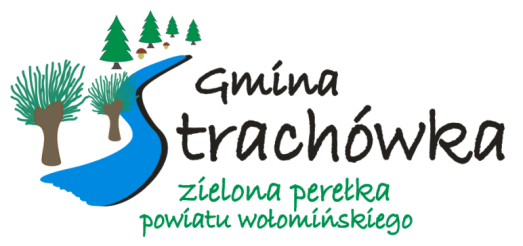 Gmina
Strachówka
zielona perełka
powiatu wołomińskiego